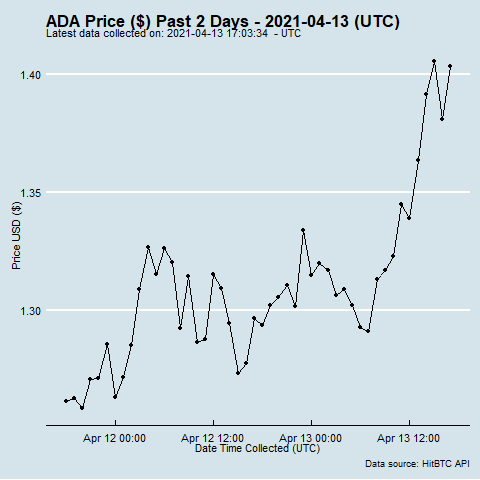 ADA Price ($) Past 2 Days - 2021-04-13 (UTC)
Latest data collected on: 2021-04-13 17:03:34 - UTC
1.40
1.35
1.30
Price USD ($)
Apr 12 00:00 Apr 12 12:00 Apr 13 00:00 Apr 13 12:00
Date Time Collected (UTC)
Data source: HitBTC API